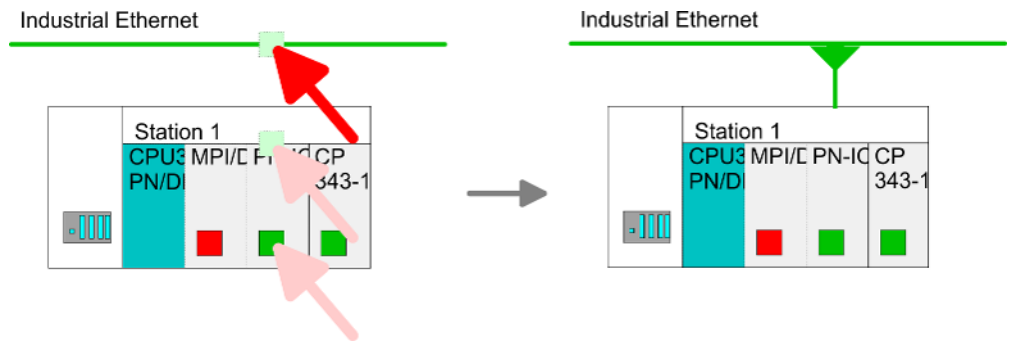 Industrial Ethernet
Industrial Ethernet
Station 1
CPU3 MPI/D CP
PN/D 343-1
Station 1
CPU3 MPI/D PN-IO CP
PN/D 343-1